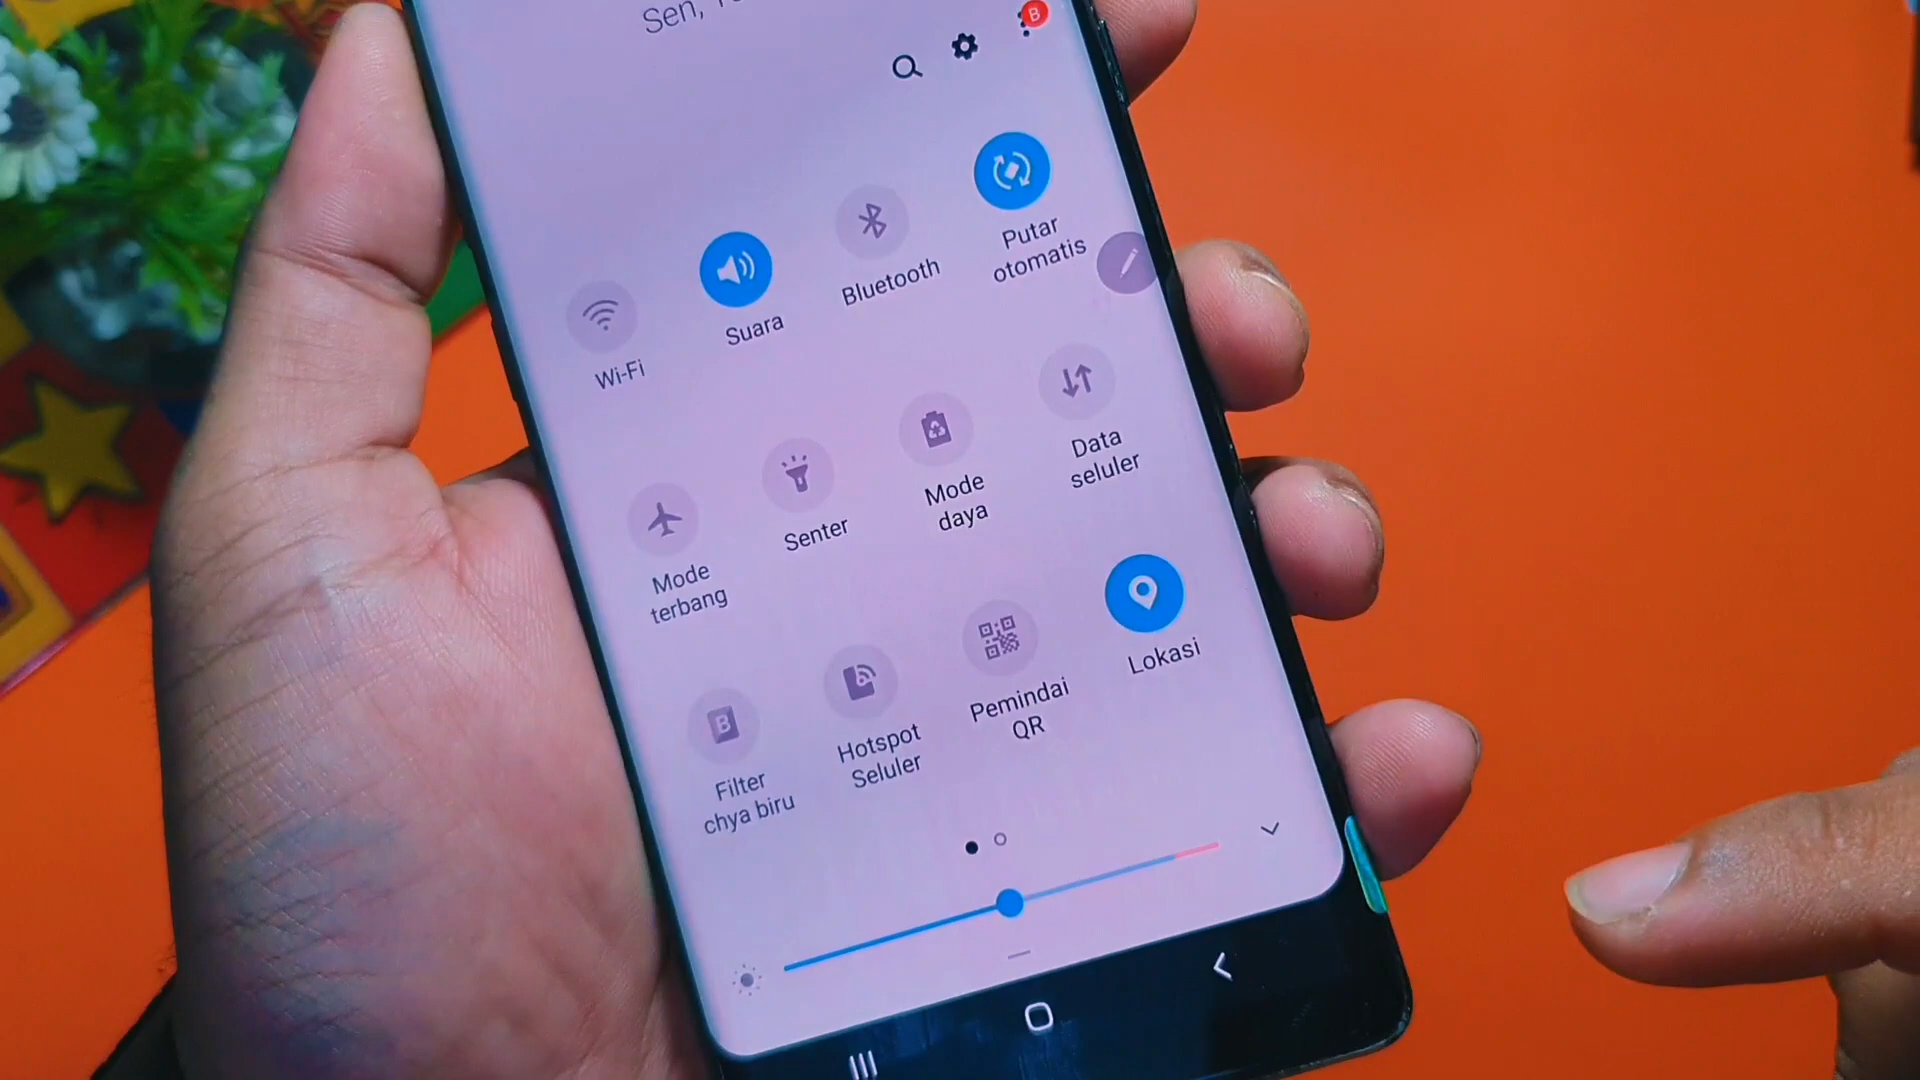 Sen,
B
Wi-Fi
Suara
Bluetooth
Putar
otomatis
Mode
terbang
Senter
Mode
daya
Data
seluler
B
Filter
chya biru
Hotspot
Seluler
Pemindai
QR
Lokasi